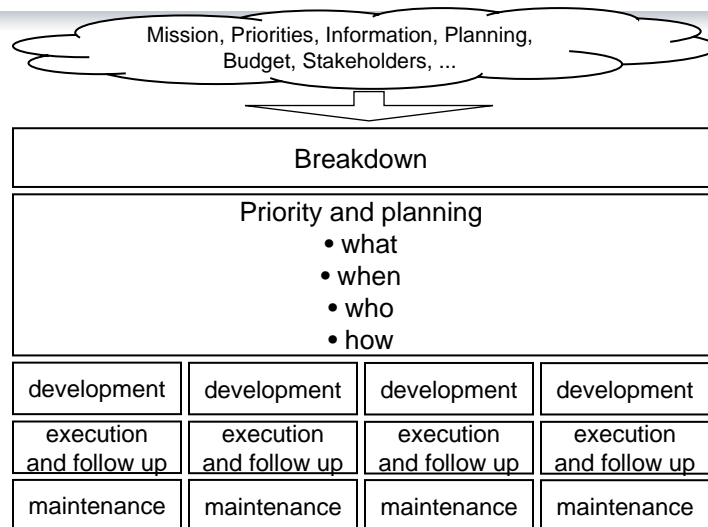 Mission, Priorities, Information, Planning,
Budget, Stakeholders, ...
Breakdown
Priority and planning
• what
• when
• who
• how
development development development development
execution execution execution execution
and follow up and follow up and follow up and follow up
maintenance maintenance maintenance maintenance